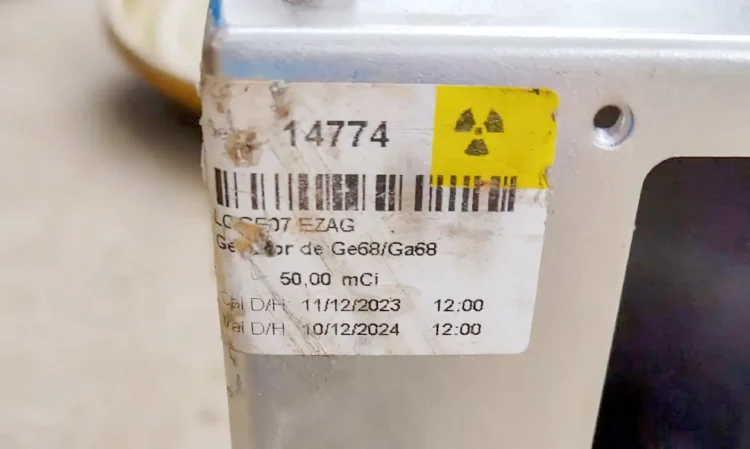 14774
EZAG
de Ge68/Ga68
50,00 mCi
D/H 11/12/2023 12:00
D/H 10/12/2024 12:00